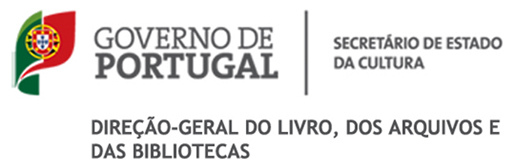 GOVERNO DE
PORTUGAL
SECRETÁRIO DE ESTADO
DA CULTURA
DIREÇÃO-GERAL DO LIVRO, DOS ARQUIVOS E
DAS BIBLIOTECAS